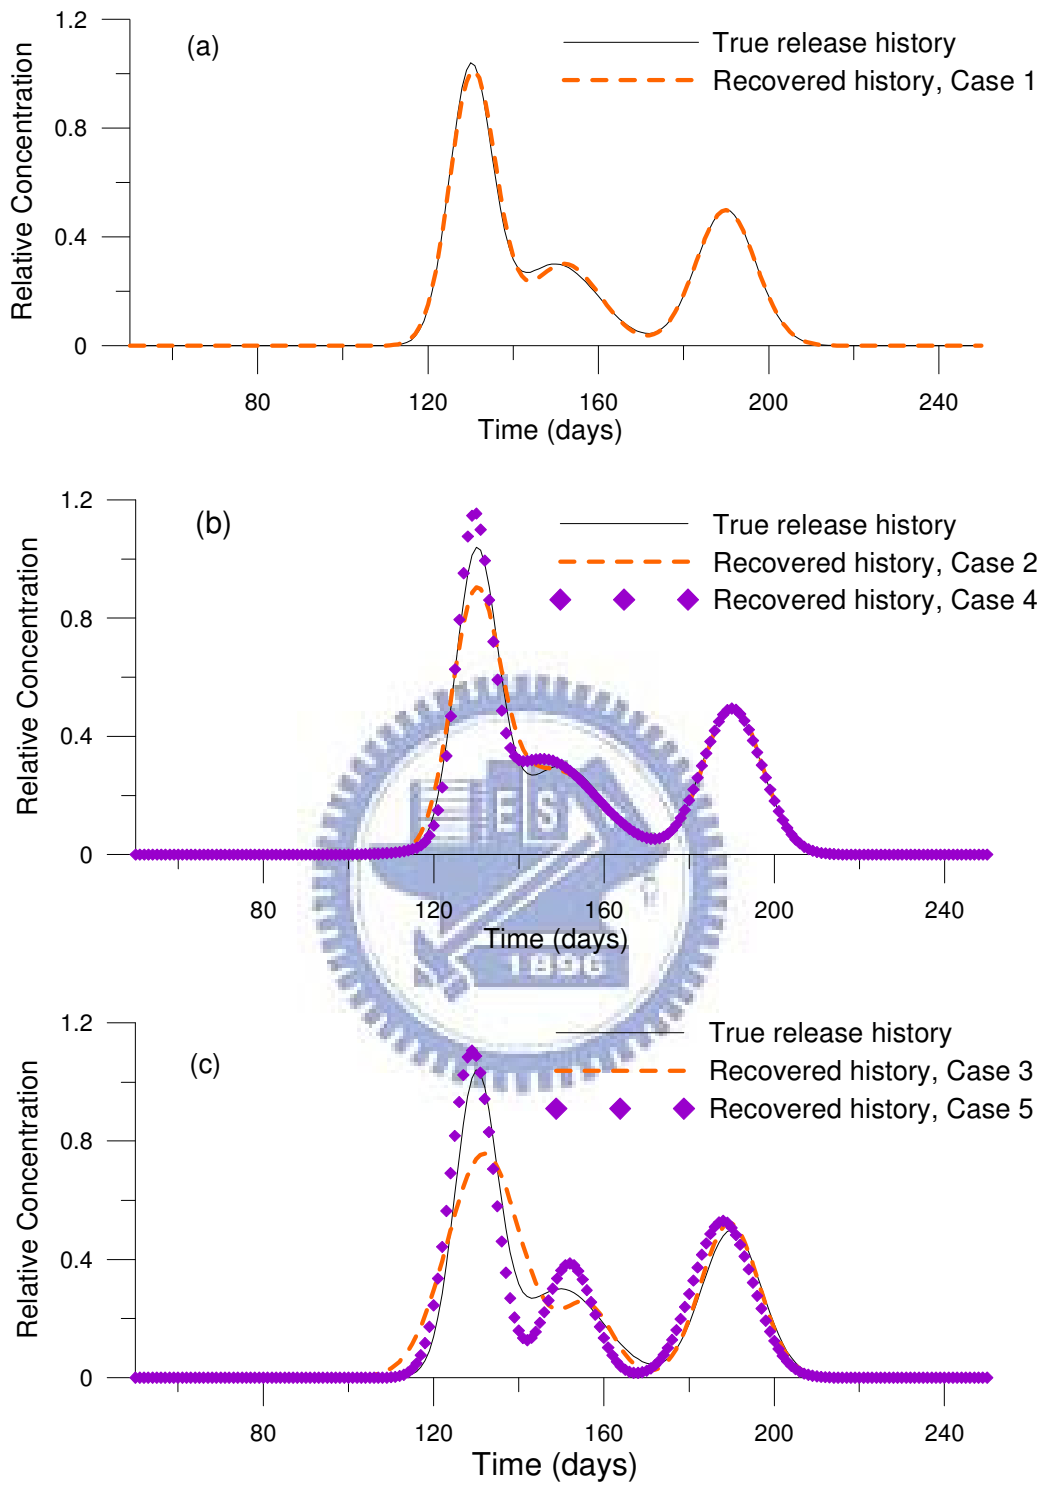 (a)
True release history
Recovered history, Case 1
1.2
0.8
0.4
0
Relative Concentration
80
120
160
200
240
Time (days)
(b)
True release history
Recovered history, Case 2
Recovered history, Case 4
1.2
0.8
0.4
0
Relative Concentration
ES
80
120
160
200
240
Time (days)
1896
(c)
True release history
Recovered history, Case 3
Recovered history, Case 5
1.2
0.8
0.4
0
Relative Concentration
80
120
160
200
240
Time (days)